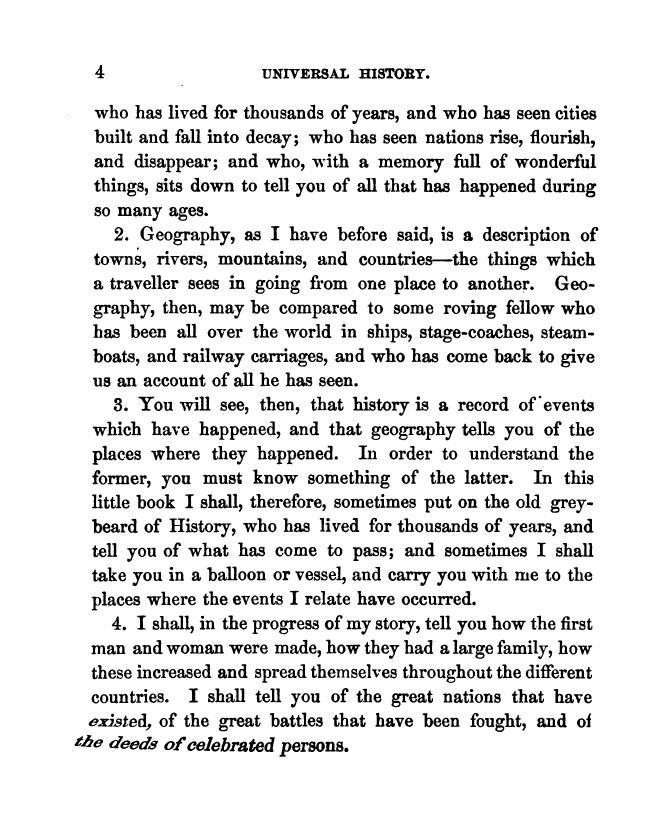 4 UNIVERSAL HISTORY.
who has lived for thousands of years, and who has seen cities
built and fall into decay; who has seen nations rise, flourish,
and disappear; and who, with a memory full of wonderful
things, sits down to tell you of all that has happened during
so many ages.
2. Geography, as I have before said, is a description of
towns, rivers, mountains, and countries—the things which
a traveller sees in going from one place to another. Geo-
graphy, then, may be compared to some roving fellow who
has been all over the world in ships, stage-coaches, steam-
boats, and railway carriages, and who has come back to give
us an account of all he has seen.
3. You will see, then, that history is a record of events
which have happened, and that geography tells you of the
places where they happened. In order to understand the
former, you must know something of the latter. In this
little book I shall, therefore, sometimes put on the old grey-
beard of History, who has lived for thousands of years, and
tell you of what has come to pass; and sometimes I shall
take you in a balloon or vessel, and carry you with me to the
places where the events I relate have occurred.
4. I shall, in the progress of my story, tell you how the first
man and woman were made, how they had a large family, how
these increased and spread themselves throughout the different
countries. I shall tell you of the great nations that have
existed, of the great battles that have been fought, and of
the deeds of celebrated persons.